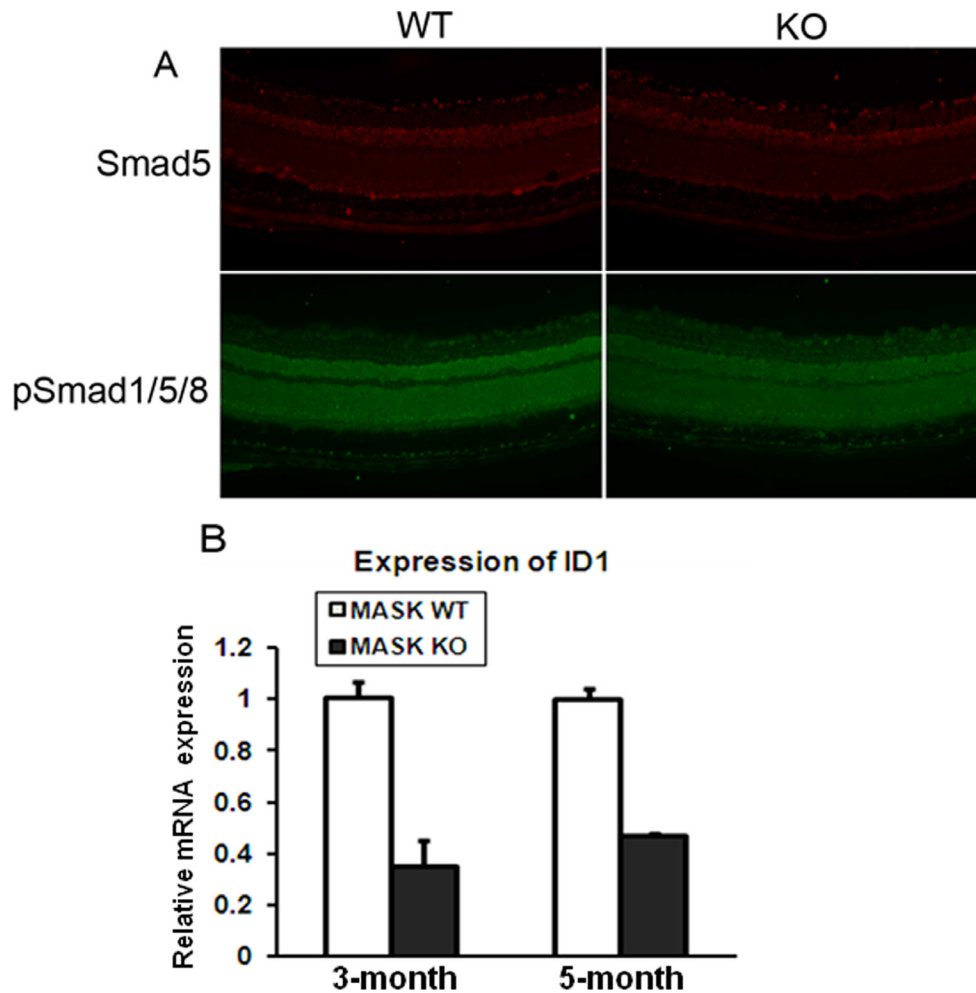 WT KO
A
Smad5
pSmad1/5/8
B
Expression of ID1
MASK WT
MASK KO
Relative mRNA expression
1.2
1
0.8
0.6
0.4
0.2
0
3-month 5-month